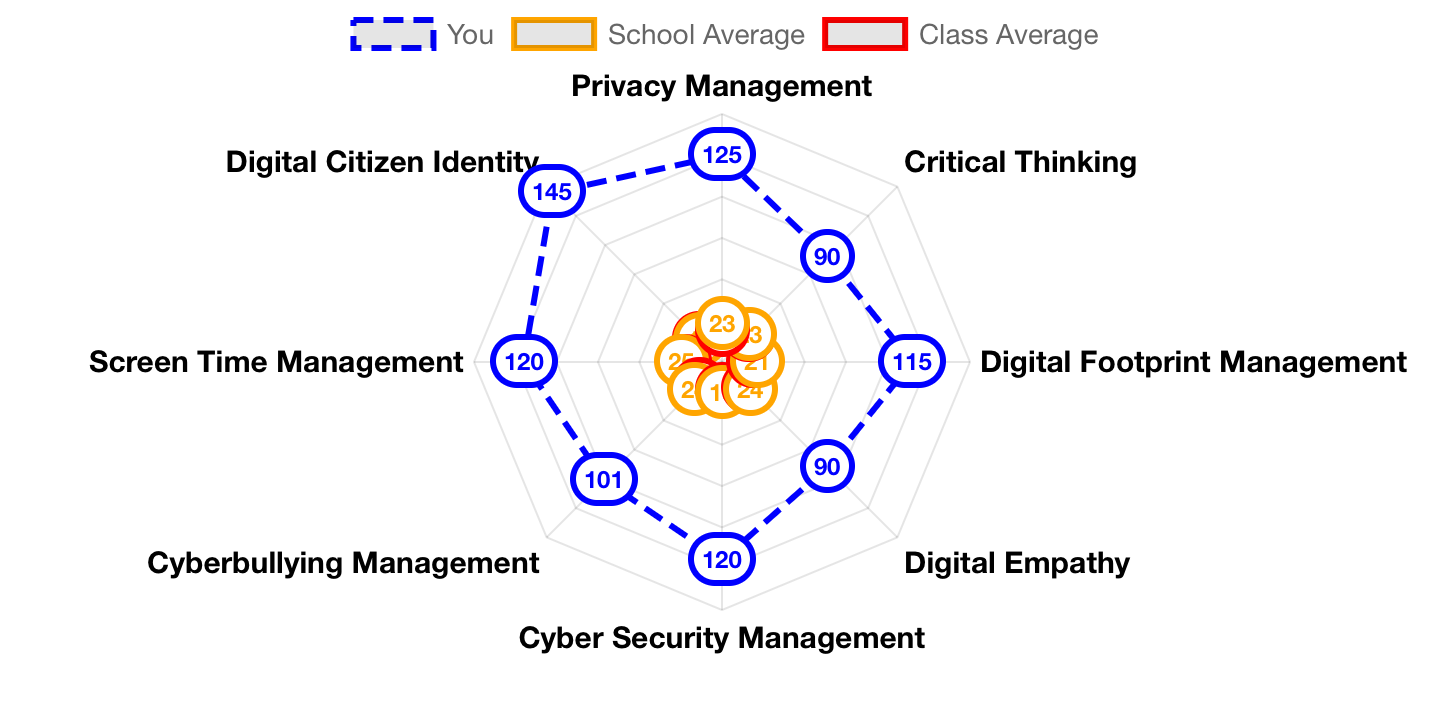 You School Average Class Average
Privacy Management
Digital Citizen Identity Critical Thinking
125
145
90
23
Screen Time Management 120 25 21 115 Digital Footprint Management
24
101 90
120
Cyberbullying Management Digital Empathy
Cyber Security Management